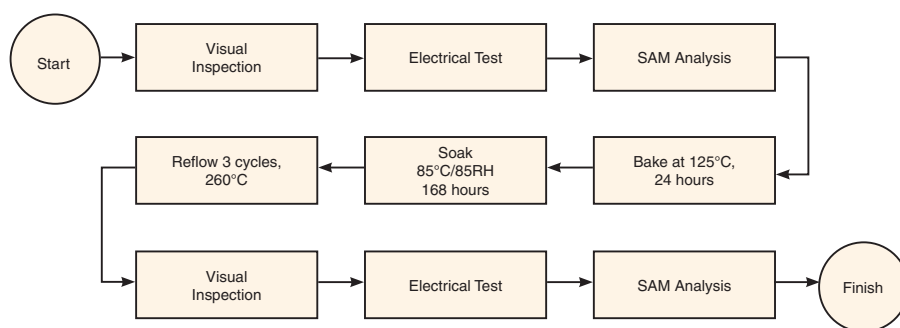 Start
Visual
Inspection
Electrical Test
SAM Analysis
Bake at 125°C,
24 hours
Soak
85°C/85RH
168 hours
Reflow 3 cycles,
260°C
Visual
Inspection
Electrical Test
SAM Analysis
Finish